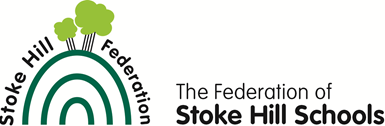 Stoke Hill Federation
The Federation of
Stoke Hill Schools